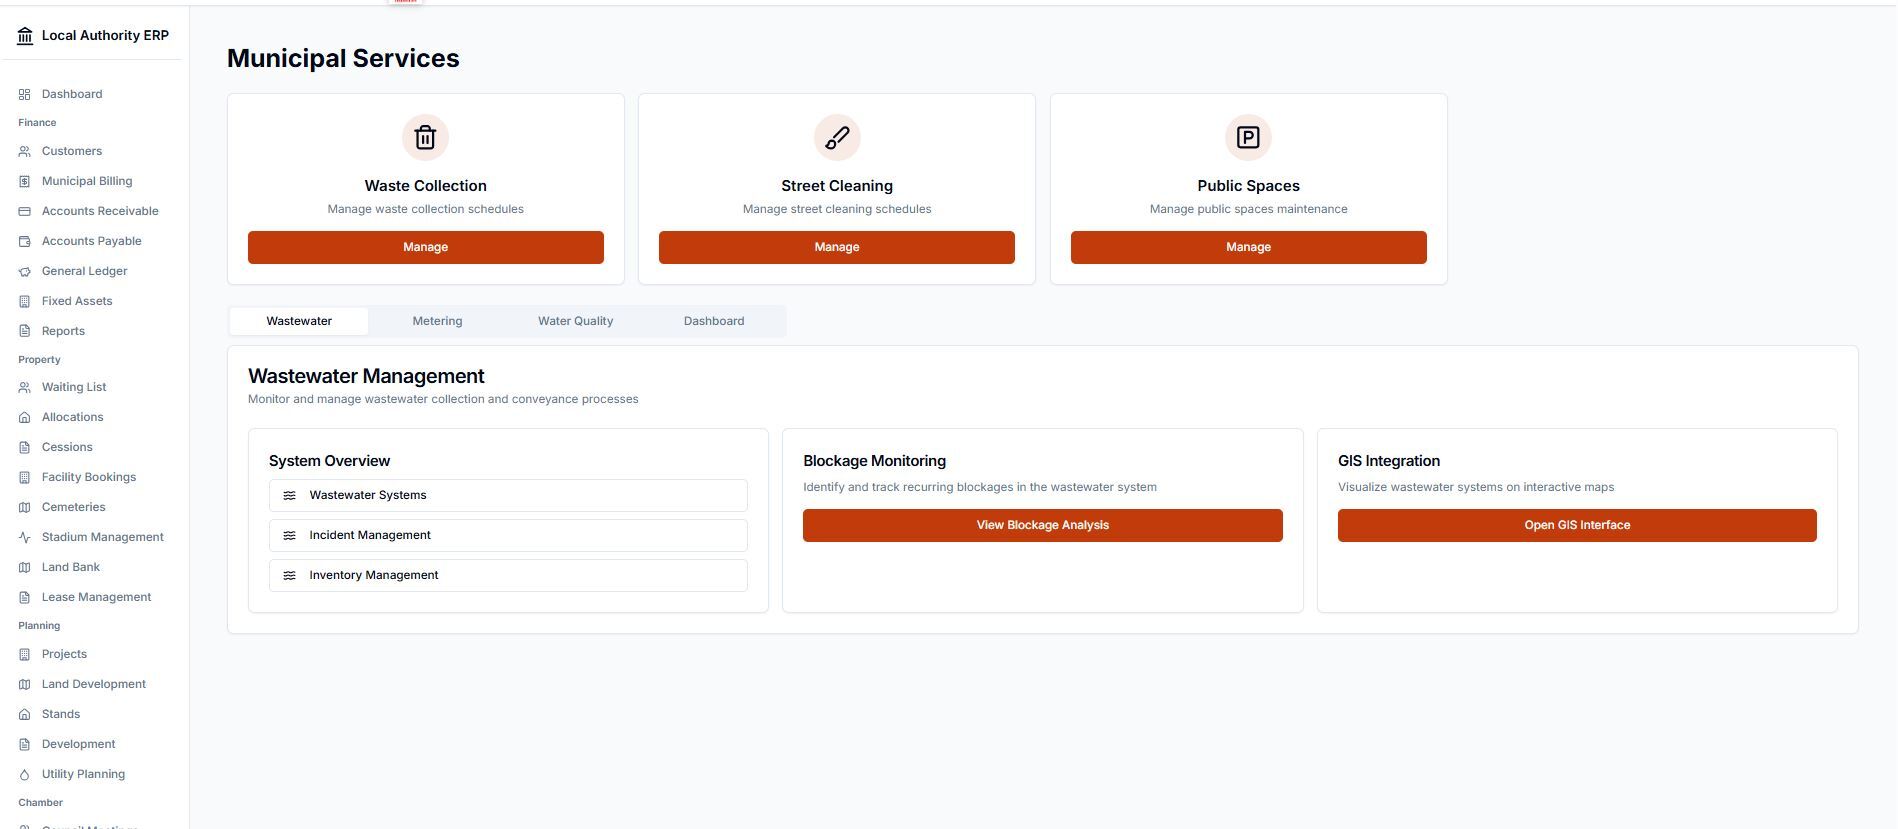 Local Authority ERP
Dashboard
Finance
Customers
Municipal Billing
Accounts Receivable
Accounts Payable
General Ledger
Fixed Assets
Reports
Property
Waiting List
Allocations
Cessions
Facility Bookings
Cemeteries
Stadium Management
Land Bank
Lease Management
Planning
Projects
Land Development
Stands
Development
Utility Planning
Chamber
Municipal Services
Waste Collection
Manage waste collection schedules
Manage
Street Cleaning
Manage street cleaning schedules
Manage
P
Public Spaces
Manage public spaces maintenance
Manage
Wastewater Metering Water Quality Dashboard
Wastewater Management
Monitor and manage wastewater collection and conveyance processes
System Overview
Wastewater Systems
Incident Management
Inventory Management
Blockage Monitoring
Identify and track recurring blockages in the wastewater system
View Blockage Analysis
GIS Integration
Visualize wastewater systems on interactive maps
Open GIS Interface